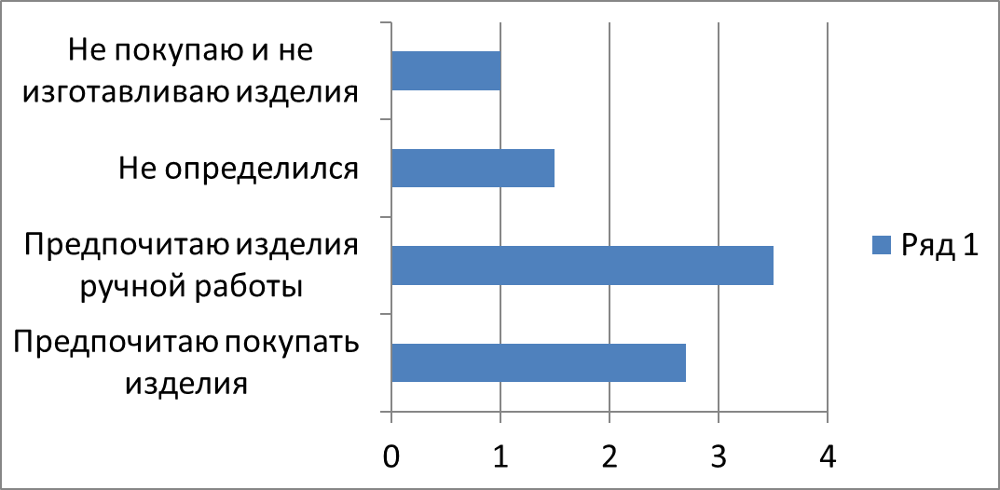 Не покупаю и не
изготавливаю изделия
Не определился
Предпочитаю изделия
ручной работы
Предпочитаю покупать
изделия
Ряд 1
0 1 2 3 4